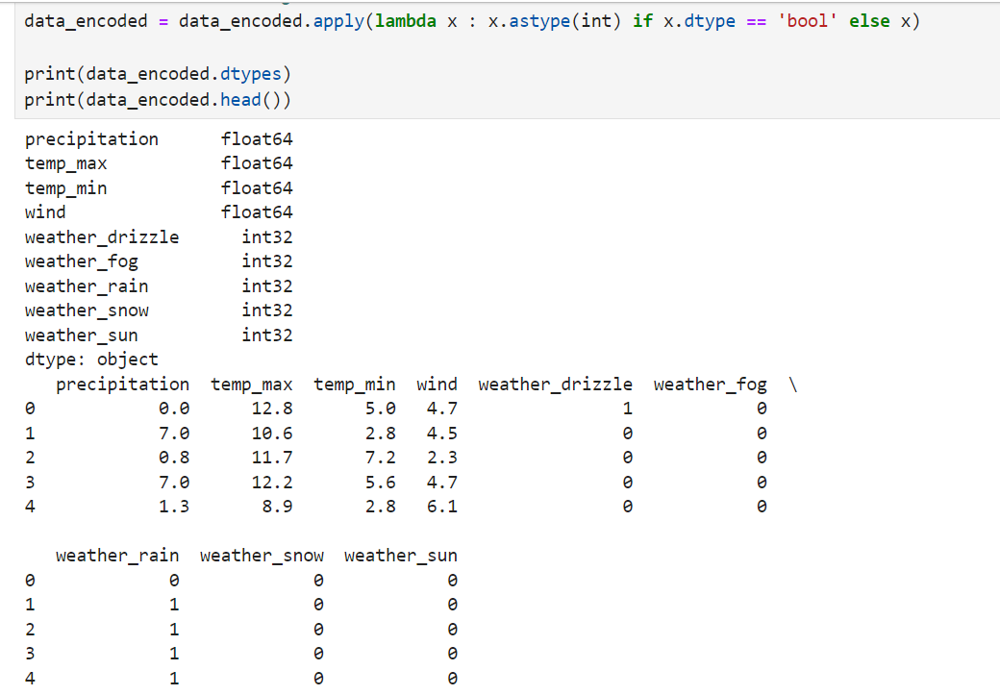 data_encoded = data_encoded.apply(lambda x : x.astype(int) if x.dtype == 'bool' else x)
print(data_encoded.dtypes)
print(data_encoded.head())
precipitation      float64
temp_max           float64
temp_min           float64
wind               float64
weather_drizzle      int32
weather_fog          int32
weather_rain         int32
weather_snow         int32
weather_sun          int32
dtype: object
   precipitation  temp_max  temp_min  wind  weather_drizzle  weather_fog  \
0            0.0      12.8       5.0   4.7                1            0
1            7.0      10.6       2.8   4.5                0            0
2            0.8      11.7       7.2   2.3                0            0
3            7.0      12.2       5.6   4.7                0            0
4            1.3       8.9       2.8   6.1                0            0
   weather_rain  weather_snow  weather_sun
0             0             0            0
1             1             0            0
2             1             0            0
3             1             0            0
4             1             0            0